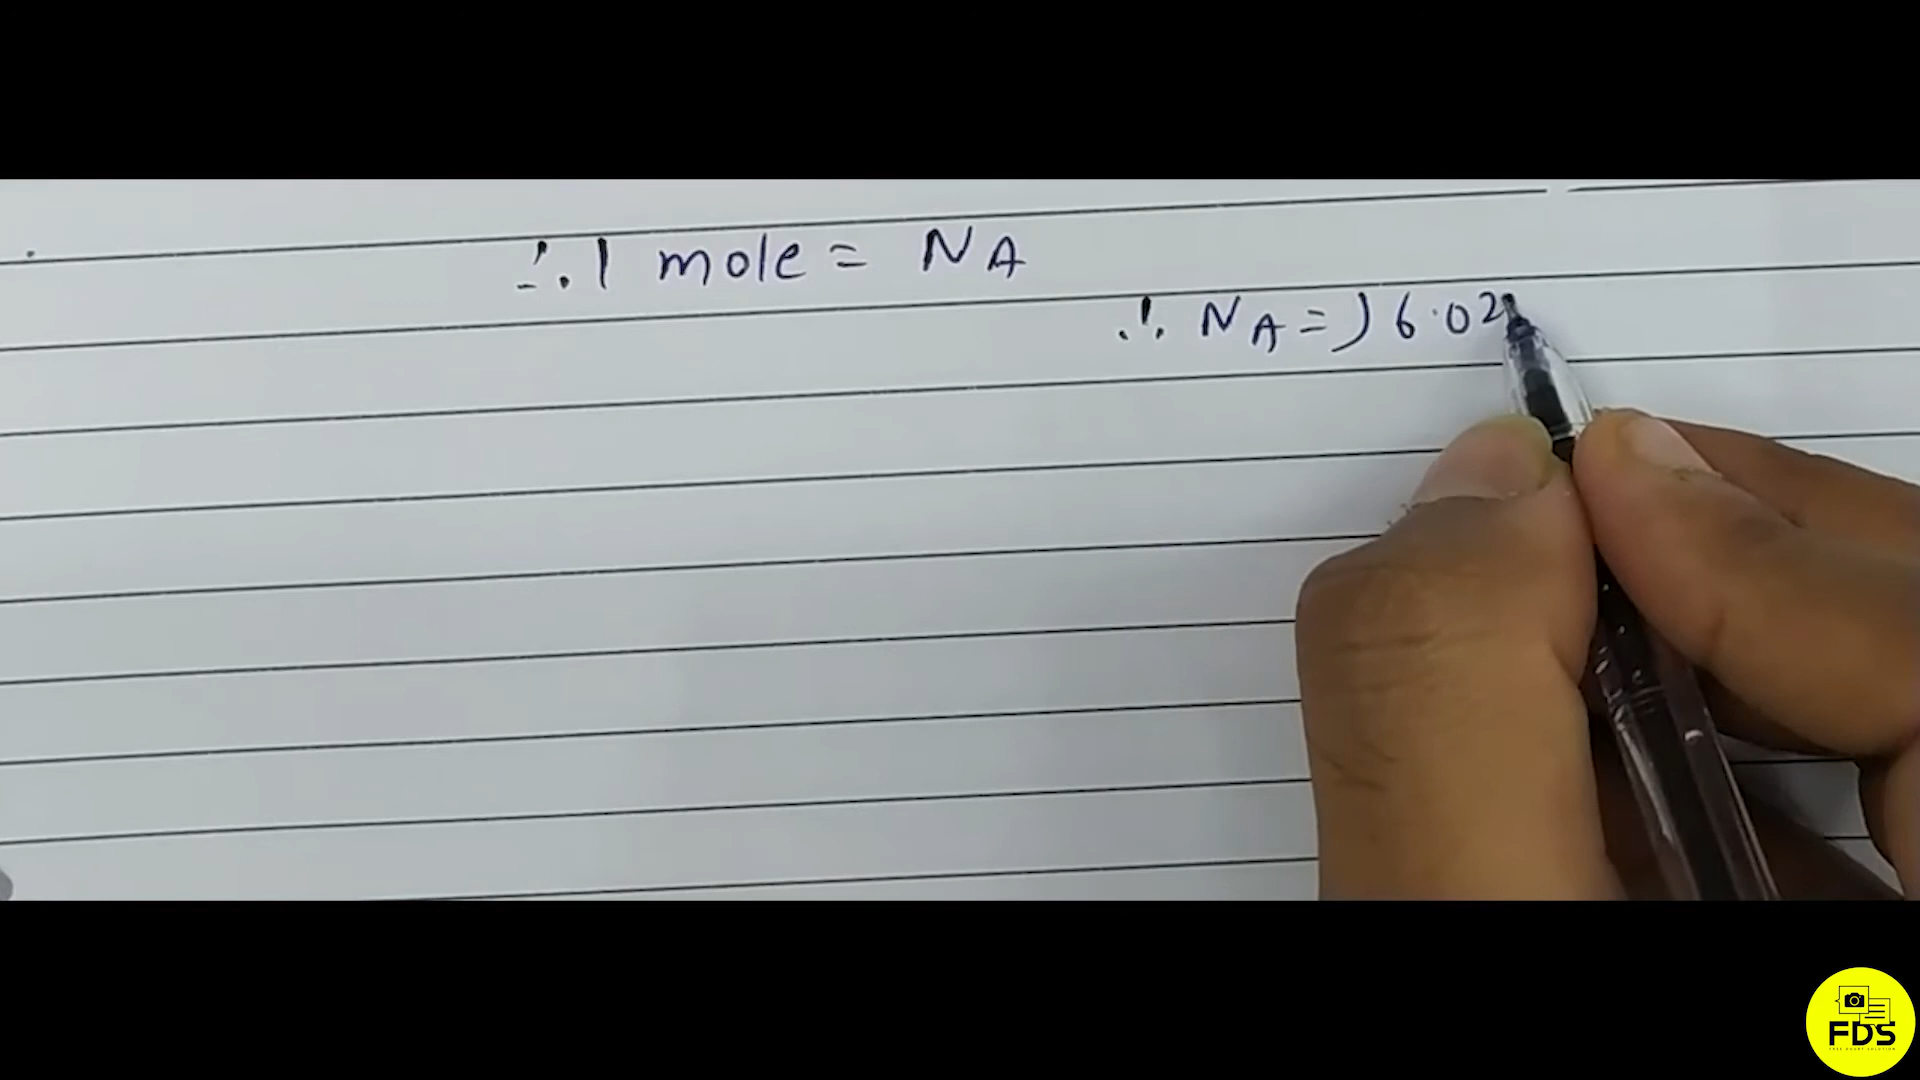 ∴ 1 mole = NA
∴ NA =) 6.02
FDS